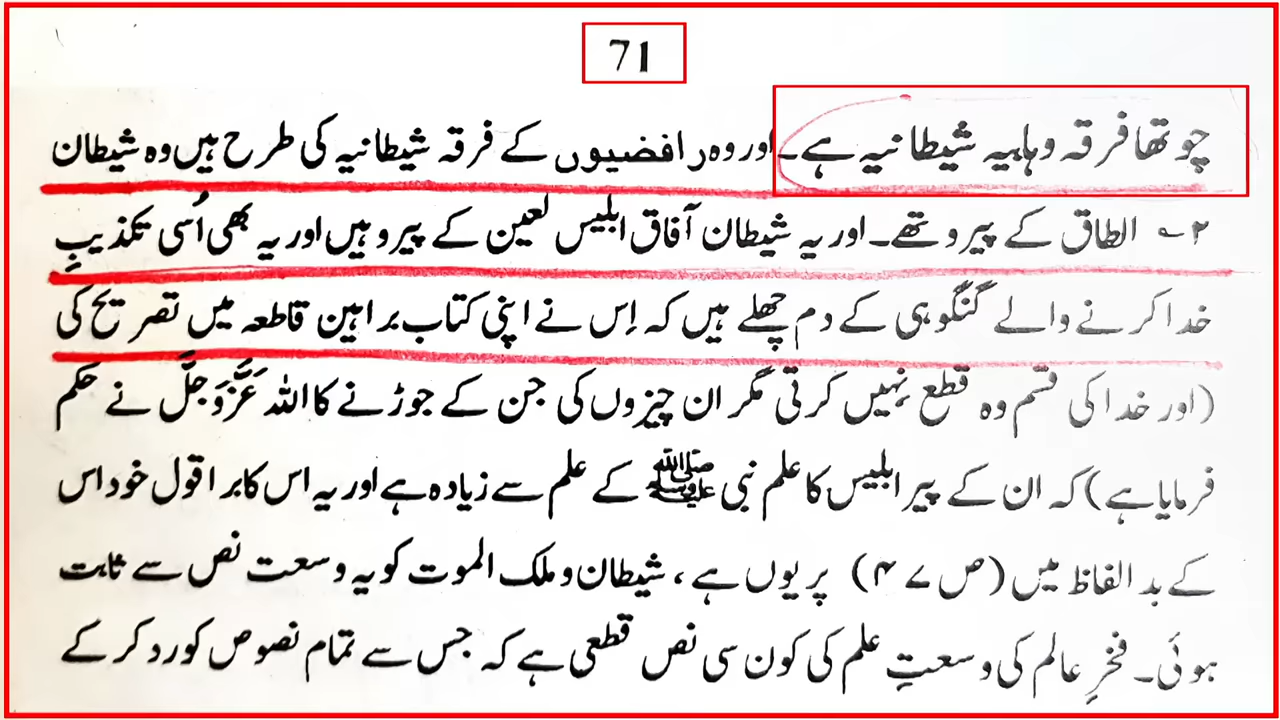 71
چوتھا فرقہ وہابیہ شیطانیہ ہے۔ اور وہ رافضیوں کے فرقہ شیطانیہ کی طرح ہیں وہ شیطان
۲؎ الطاق کے پیرو تھے۔ اور یہ شیطان آفاق ابلیس لعین کے پیرو ہیں اور یہ بھی اُسی تکذیبِ
خدا کرنے والے گنگوہی کے دم چھلے ہیں کہ اِس نے اپنی کتاب براہین قاطعہ میں تصریح کی
(اور خدا کی قسم وہ قطع نہیں کرتی مگر ان چیزوں کی جن کے جوڑنے کا اللہ عَزَّوَجَلَّ نے حکم
فرمایا ہے) کہ ان کے پیر ابلیس کا علم نبی ﷺ کے علم سے زیادہ ہے اور یہ اس کا برا قول خود اس
کے بد الفاظ میں (ص ۴۷) پر یوں ہے، شیطان و ملک الموت کو یہ وسعت نص سے ثابت
ہوئی۔ فخرِ عالم کی وسعتِ علم کی کون سی نص قطعی ہے کہ جس سے تمام نصوص کو رد کر کے